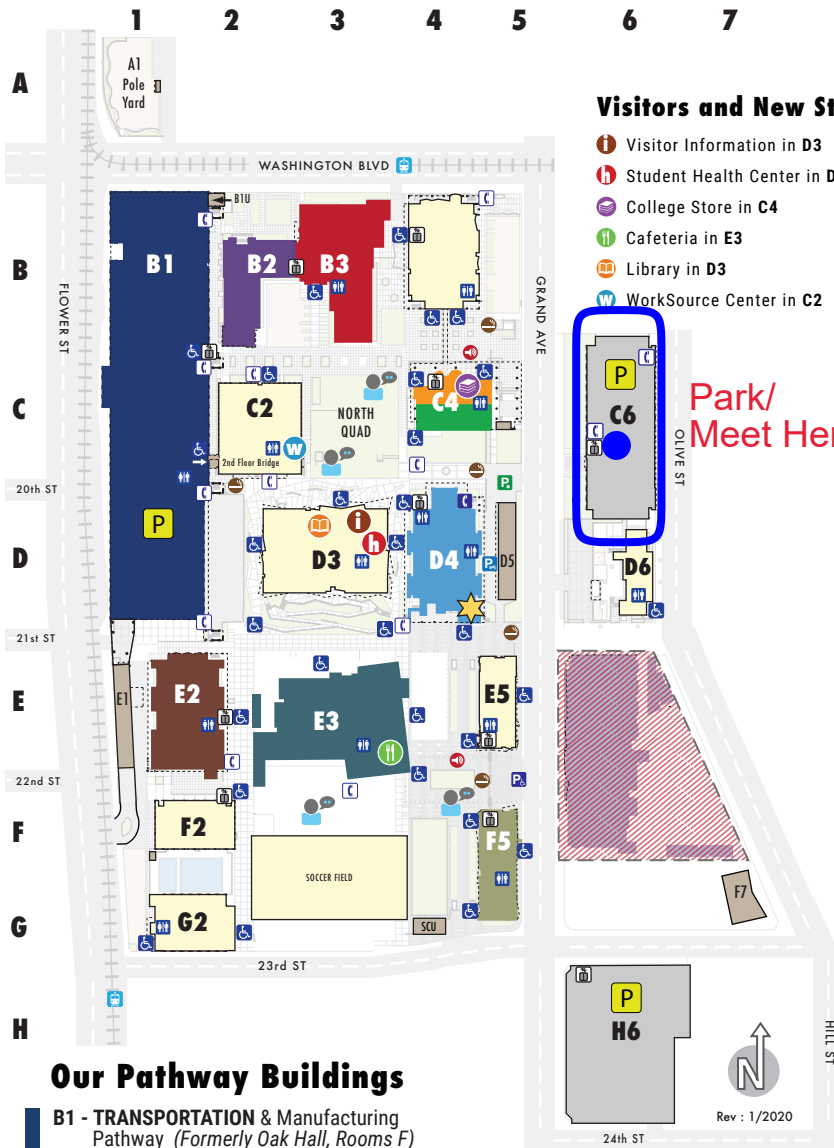 1 2 3 4 5 6 7
A
A1
Pole
Yard
Visitors and New St
i Visitor Information in D3
h Student Health Center in D
College Store in C4
Cafeteria in E3
Library in D3
W WorkSource Center in C2
WASHINGTON BLVD
B1U
B
FLOWER ST
B1
B2
B3
GRAND AVE
P
C6
OLIVE ST
Park/
Meet Her
C
C2
NORTH
QUAD
C4
W
2nd Floor Bridge
20th ST
P
D
P
D3
i
h
D4
D5
D6
21st ST
E
E1
E2
E3
E5
22nd ST
P
F
F2
F5
SOCCER FIELD
F7
G
G2
SCU
23rd ST
H
P
H6
HILL ST
N
Rev : 1/2020
24th ST
Our Pathway Buildings
B1 - TRANSPORTATION & Manufacturing
Pathway (Formerly Oak Hall, Rooms F)